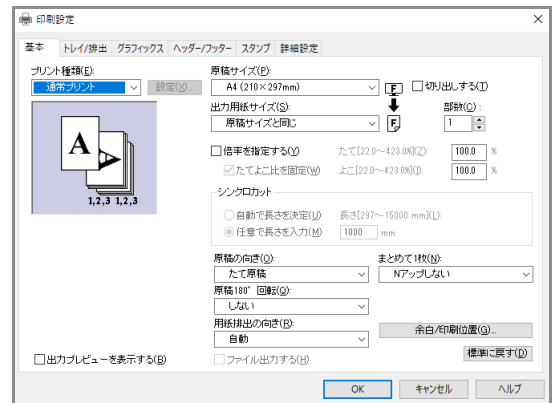 印刷設定
基本 トレイ/排出 グラフィックス ヘッダー/フッター スタンプ 詳細設定
プリント種類(E):
通常プリント 設定(X)...
A
A
1,2,3 1,2,3
原稿サイズ(P):
A4 (210×297mm) F 切り出しする(T)
出力用紙サイズ(S): 部数(C) :
原稿サイズと同じ F 1
倍率を指定する(Y) たて[22.0～423.0%](Z): 100.0 %
たてよこ比を固定(W) よこ[22.0～423.0%](J): 100.0 %
シンクロカット
自動で長さを決定(U) 長さ[297～15000 mm](L):
任意で長さを入力(M) 1000 mm
原稿の向き(O): まとめて1枚(N):
たて原稿 Nアップしない
原稿180°回転(Q):
しない
用紙排出の向き(R):
自動 余白/印刷位置(G)...
出力プレビューを表示する(B) ファイル出力する(H) 標準に戻す(D)
OK キャンセル ヘルプ